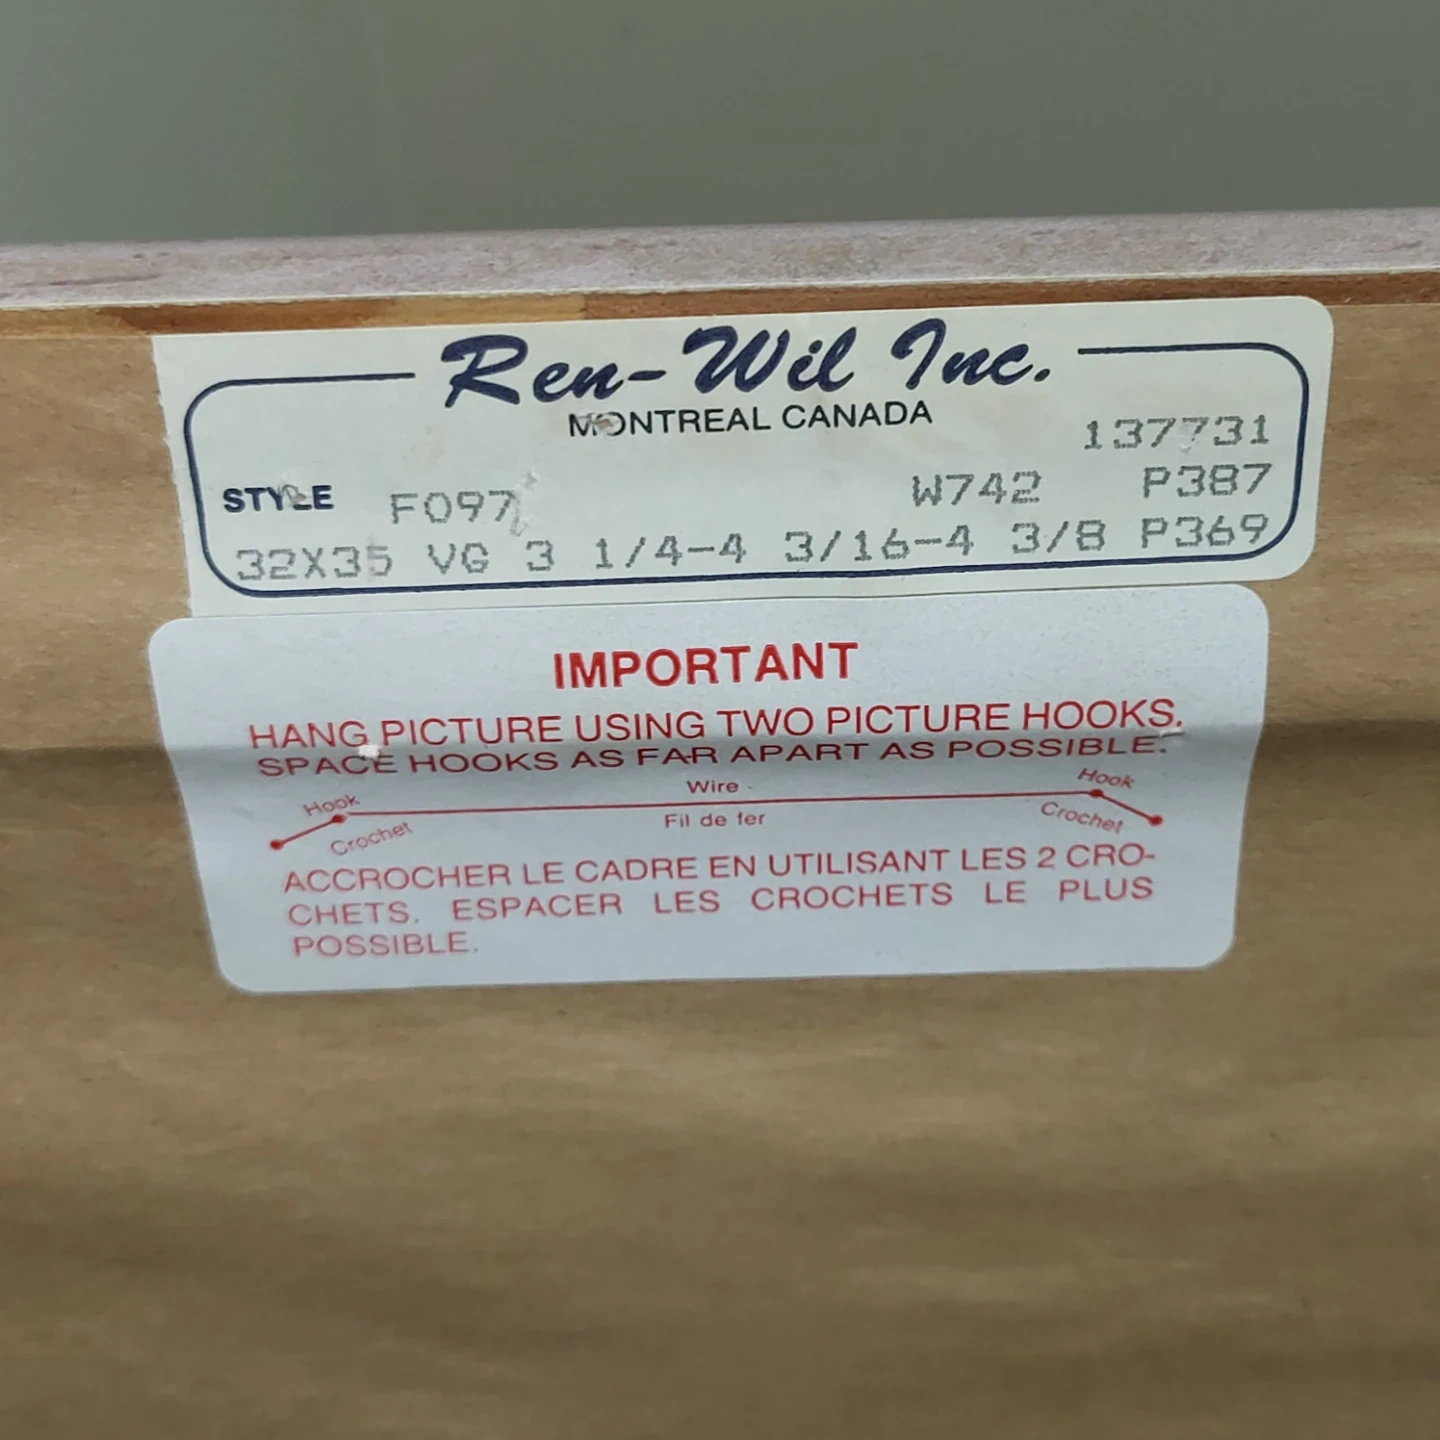 Ren-Wil Inc.
MONTREAL CANADA
137731
STYLE F097 W742 P387
32X35 VG 3 1/4-4 3/16-4 3/8 P369
IMPORTANT
HANG PICTURE USING TWO PICTURE HOOKS.
SPACE HOOKS AS FAR APART AS POSSIBLE.
Hook Wire Hook
Crochet Fil de fer Crochet
ACCROCHER LE CADRE EN UTILISANT LES 2 CRO-
CHETS. ESPACER LES CROCHETS LE PLUS
POSSIBLE.